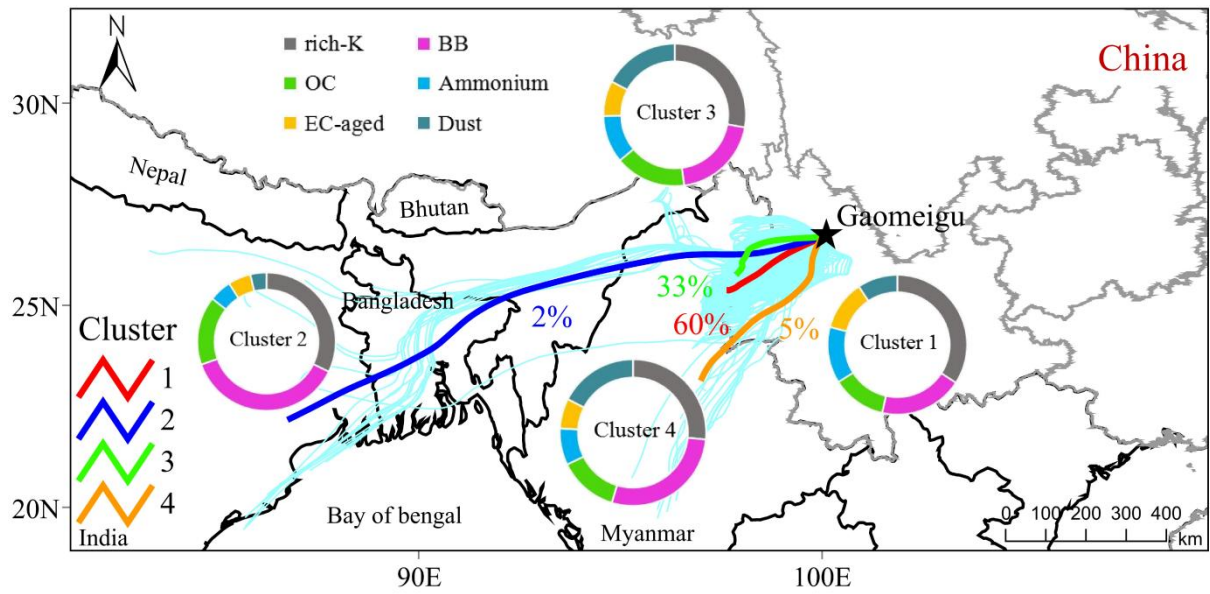 N
rich-K
BB
OC
Ammonium
EC-aged
Dust
China
30N
25N
20N
Cluster 3
Nepal
Bhutan
Gaomeigu
Bangladesh
33%
60%
5%
2%
Cluster 2
Cluster 1
Cluster 4
Cluster
1
2
3
4
India
Bay of bengal
Myanmar
0 100 200 300 400
km
90E
100E